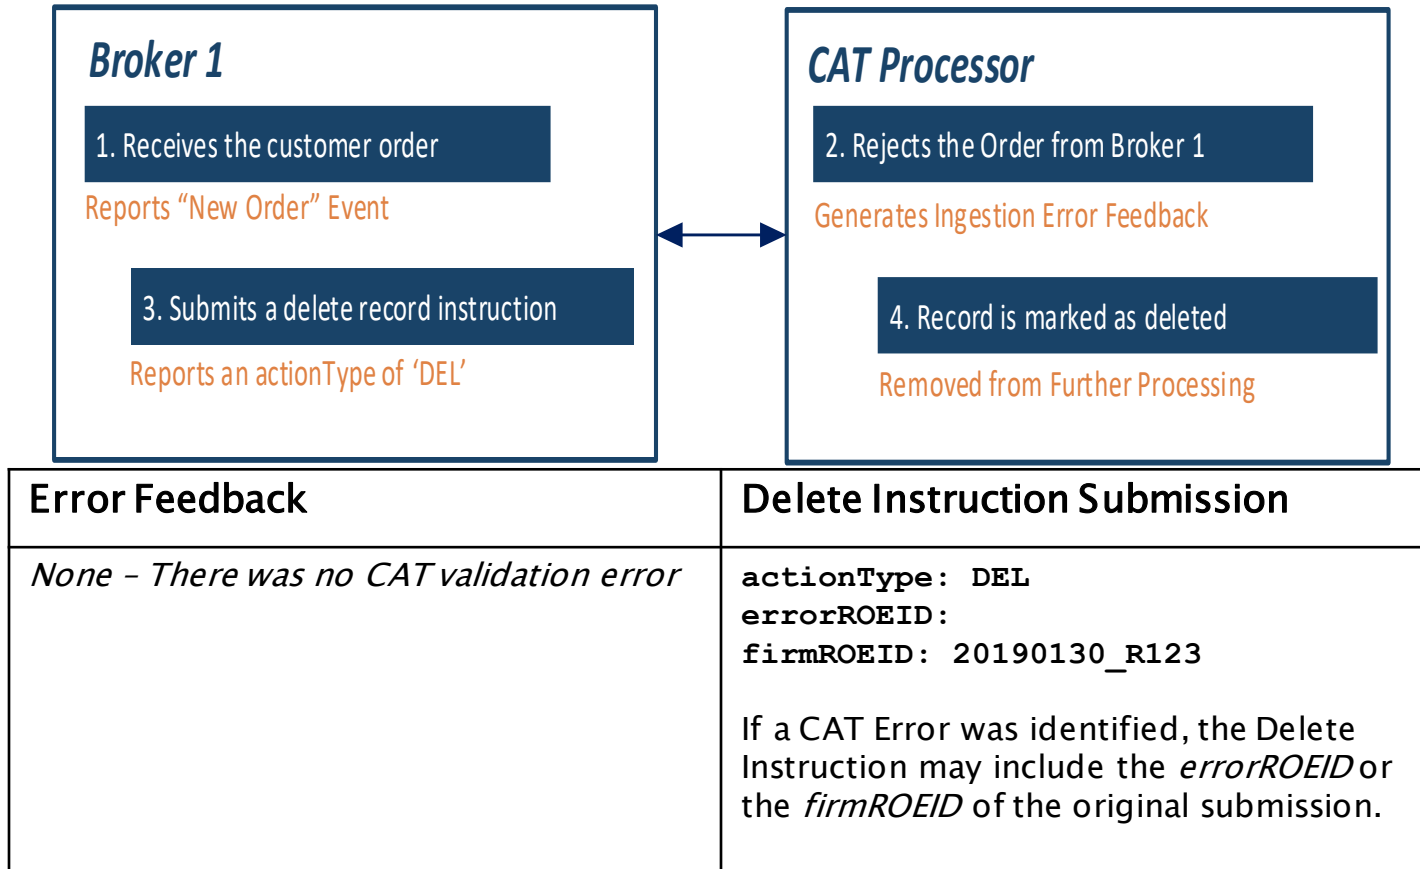 Broker 1
1. Receives the customer order
Reports “New Order” Event
3. Submits a delete record instruction
Reports an actionType of ‘DEL’
CAT Processor
2. Rejects the Order from Broker 1
Generates Ingestion Error Feedback
4. Record is marked as deleted
Removed from Further Processing
Error Feedback
None – There was no CAT validation error
Delete Instruction Submission
actionType: DEL
errorROEID:
firmROEID: 20190130_R123
If a CAT Error was identified, the Delete
Instruction may include the errorROEID or
the firmROEID of the original submission.